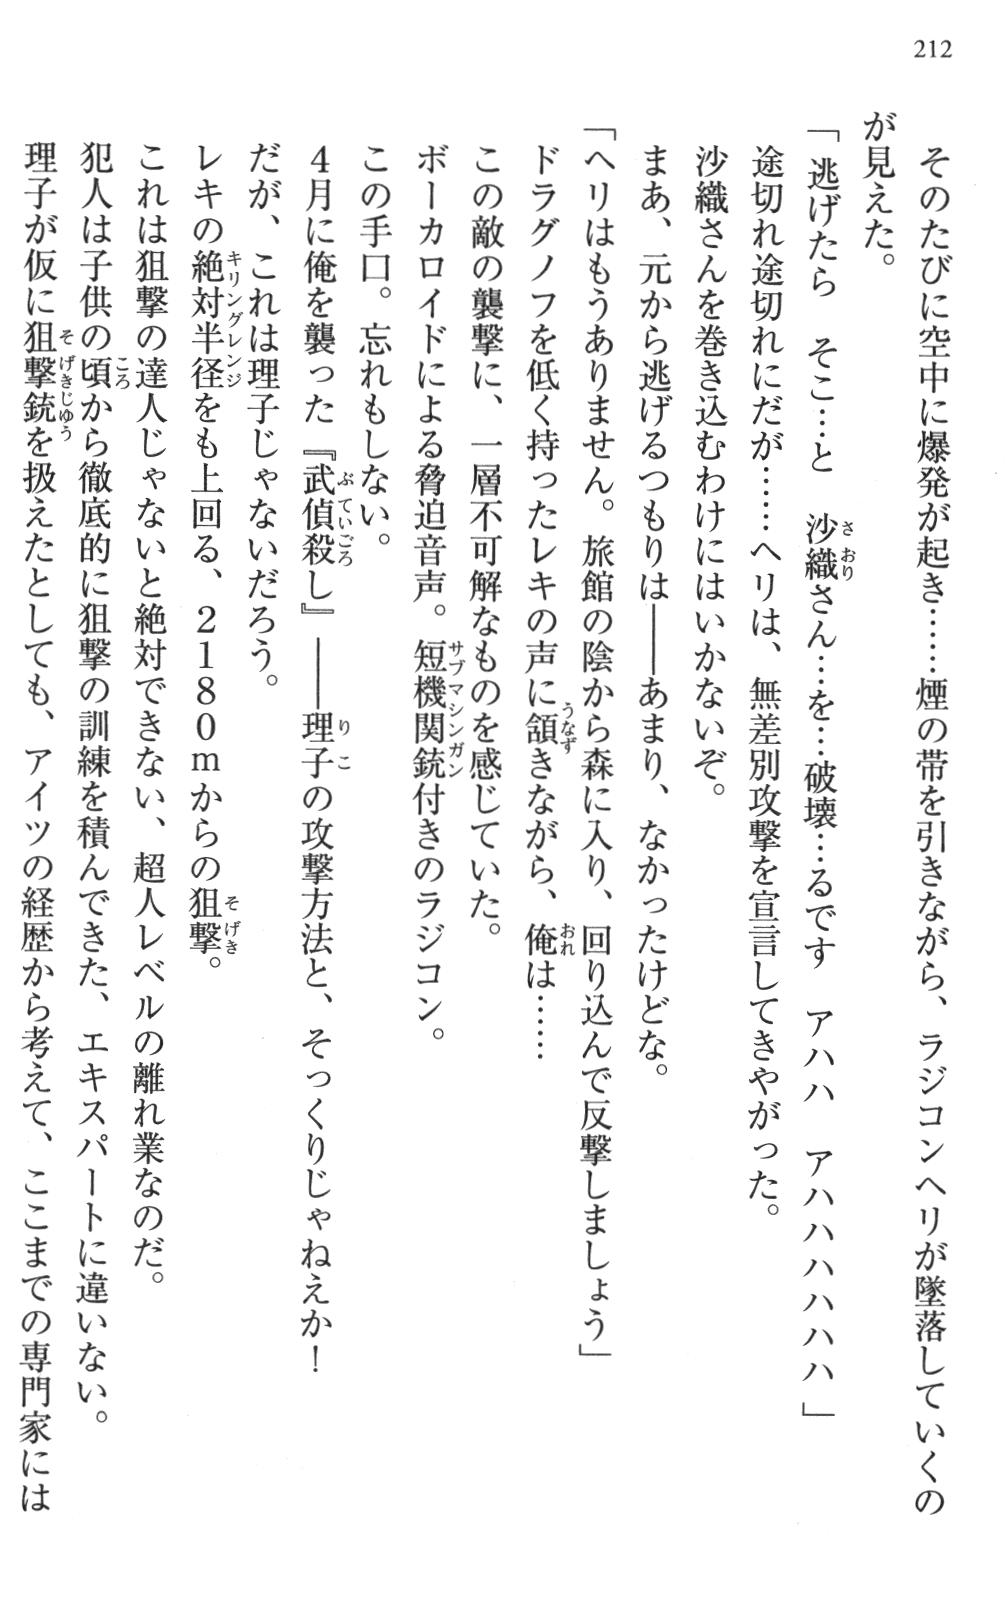 212
そのたびに空中に爆発が起き……煙の帯を引きながら、ラジコンヘリが墜落していくの
が見えた。
「逃げたら　そこ…と　沙織さん…を…破壊…るです　アハハ　アハハハハハハ」
途切れ途切れにだが……ヘリは、無差別攻撃を宣言してきやがった。
沙織さんを巻き込むわけにはいかないぞ。
まあ、元から逃げるつもりは――あまり、なかったけどな。
「ヘリはもうありません。旅館の陰から森に入り、回り込んで反撃しましょう」
ドラグノフを低く持ったレキの声に頷きながら、俺は……
この敵の襲撃に、一層不可解なものを感じていた。
ボーカロイドによる脅迫音声。短機関銃付きのラジコン。
この手口。忘れもしない。
４月に俺を襲った『武偵殺し』――理子の攻撃方法と、そっくりじゃねえか！
だが、これは理子じゃないだろう。
レキの絶対半径をも上回る、２１８０ｍからの狙撃。
これは狙撃の達人じゃないと絶対できない、超人レベルの離れ業なのだ。
犯人は子供の頃から徹底的に狙撃の訓練を積んできた、エキスパートに違いない。
理子が仮に狙撃銃を扱えたとしても、アイツの経歴から考えて、ここまでの専門家には